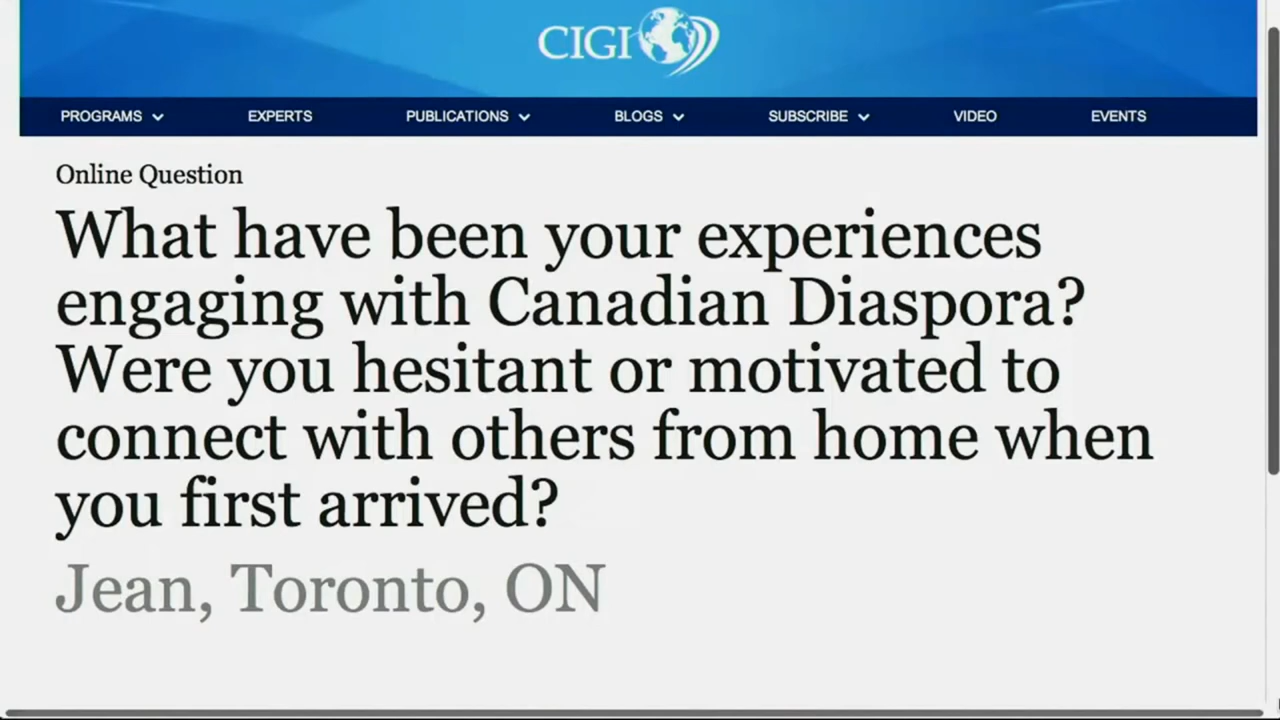 CIGI
PROGRAMS EXPERTS PUBLICATIONS BLOGS SUBSCRIBE VIDEO EVENTS
Online Question
What have been your experiences
engaging with Canadian Diaspora?
Were you hesitant or motivated to
connect with others from home when
you first arrived?
Jean, Toronto, ON